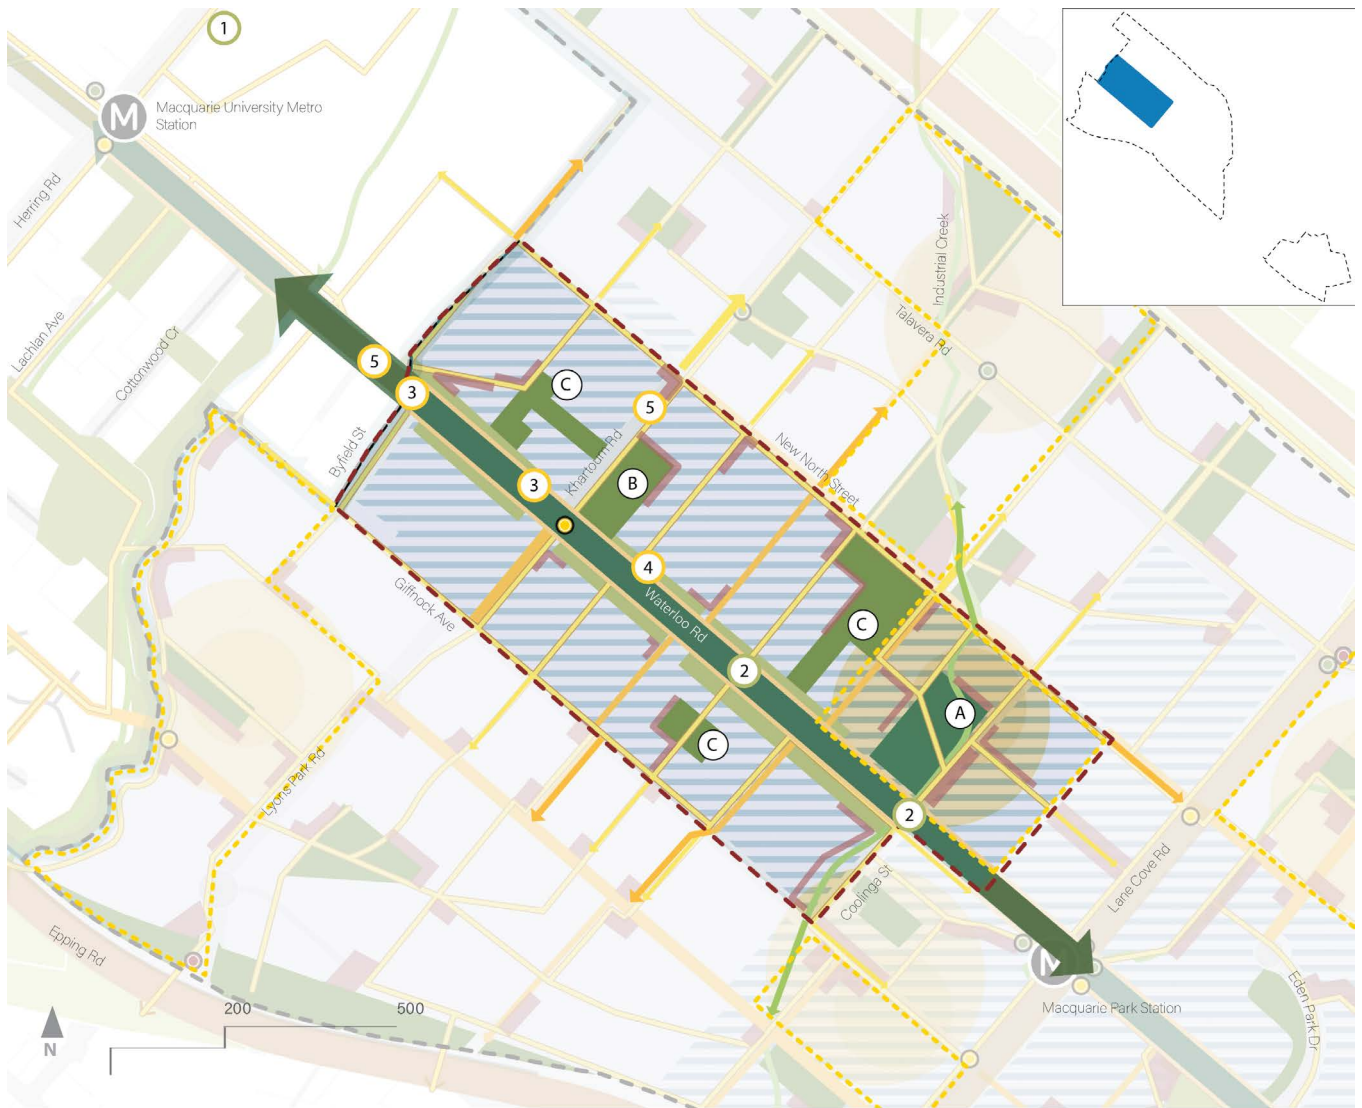 1
M
Macquarie University Metro
Station
Herring Rd
Industrial Creek
Talavera Rd
Lachlan Ave
Cottonwood Cr
5
3
C
5
Byfield St
Khartoum Rd
New North Street
3
B
4
Giffnock Ave
Waterloo Rd
C
2
A
C
Lyons Park Rd
2
Lane Cove Rd
Coolinga St
Epping Rd
M
Eden Park Dr
Macquarie Park Station
200
500
N